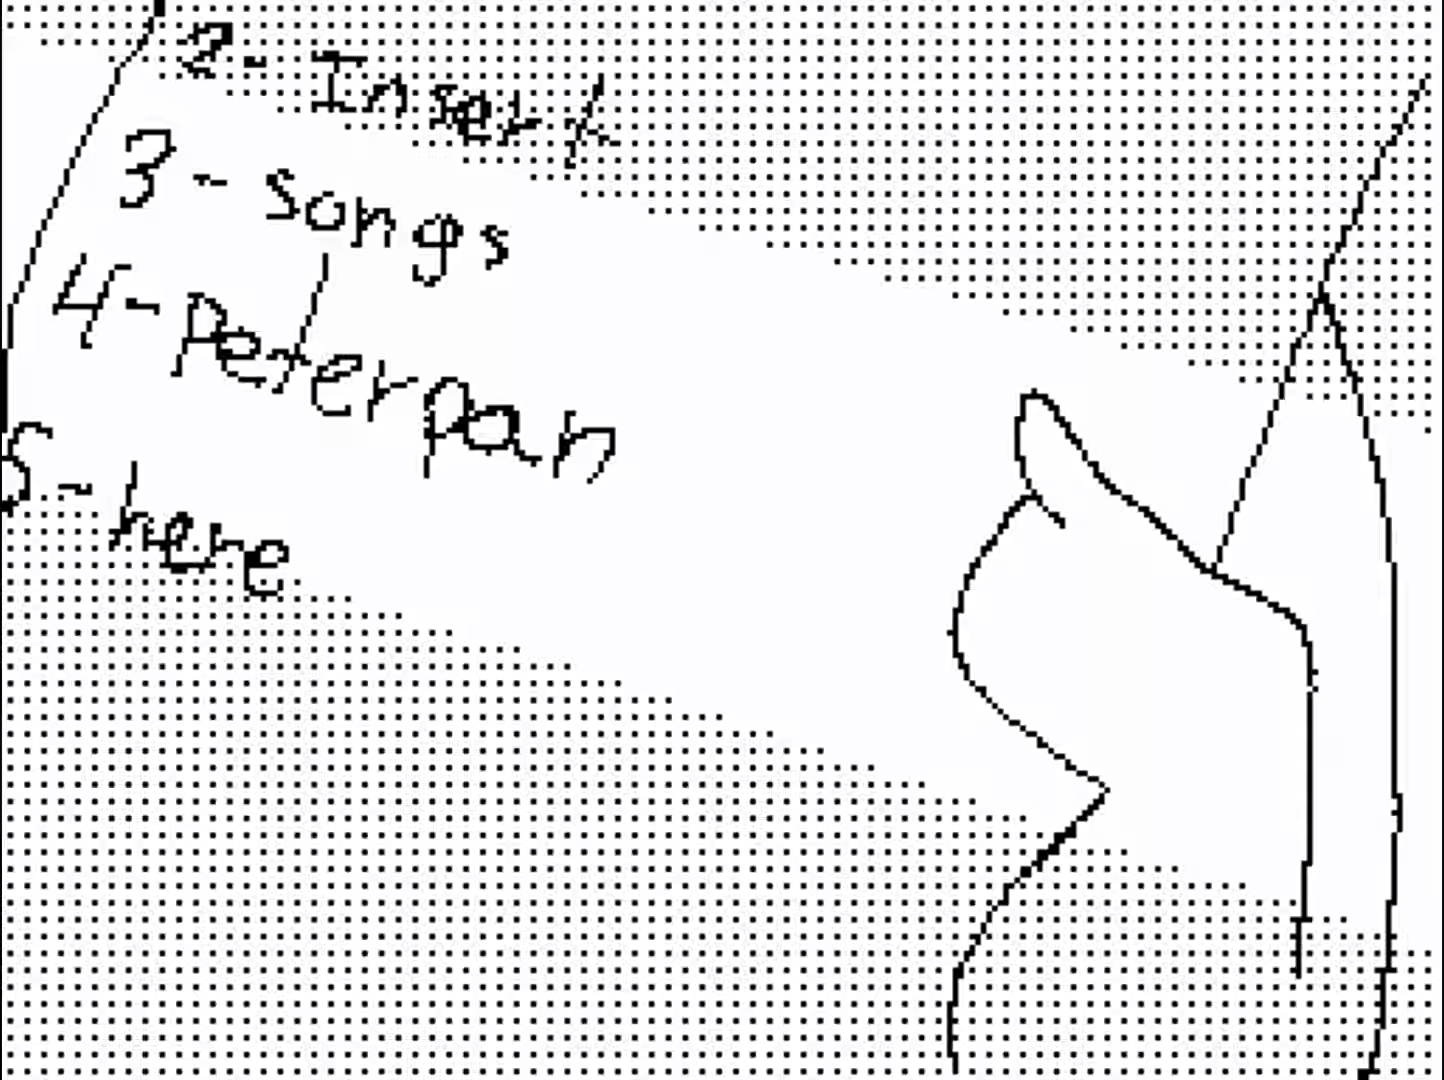 2- Insert
3- songs
4- Peterpan
5- here